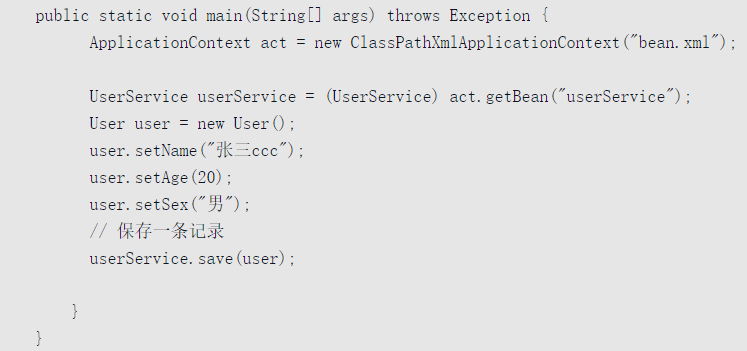 public static void main(String[] args) throws Exception {
ApplicationContext act = new ClassPathXmlApplicationContext("bean.xml");
UserService userService = (UserService) act.getBean("userService");
User user = new User();
user.setName("张三ccc");
user.setAge(20);
user.setSex("男");
// 保存一条记录
userService.save(user);
}
}